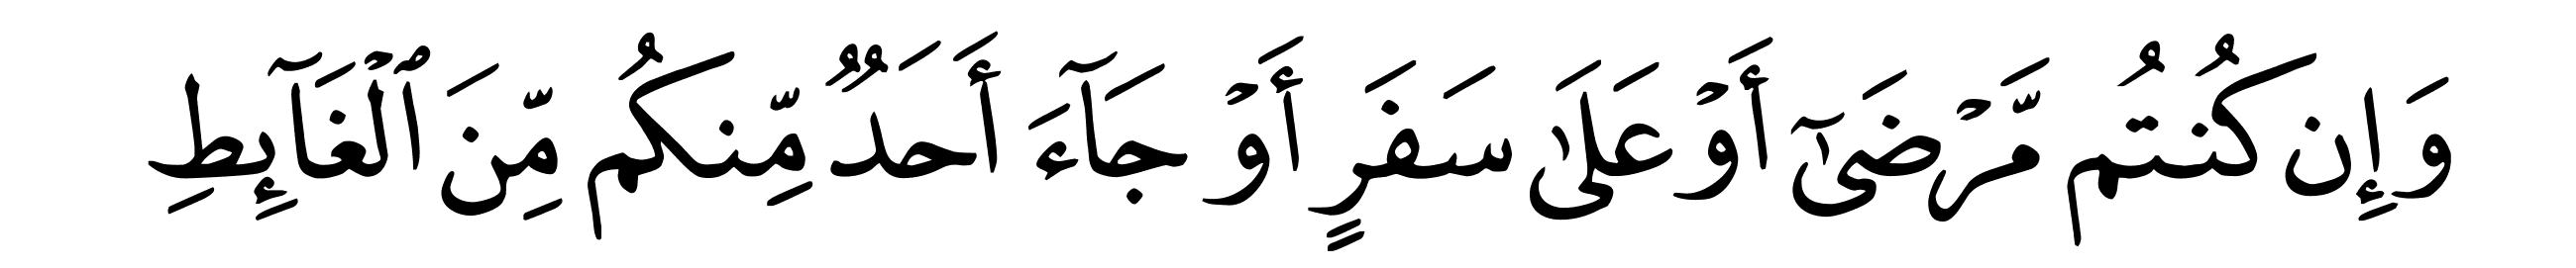 وَإِن كُنتُم مَّرۡضَىٰٓ أَوۡ عَلَىٰ سَفَرٍ أَوۡ جَآءَ أَحَدٞ مِّنكُم مِّنَ ٱلۡغَآئِطِ